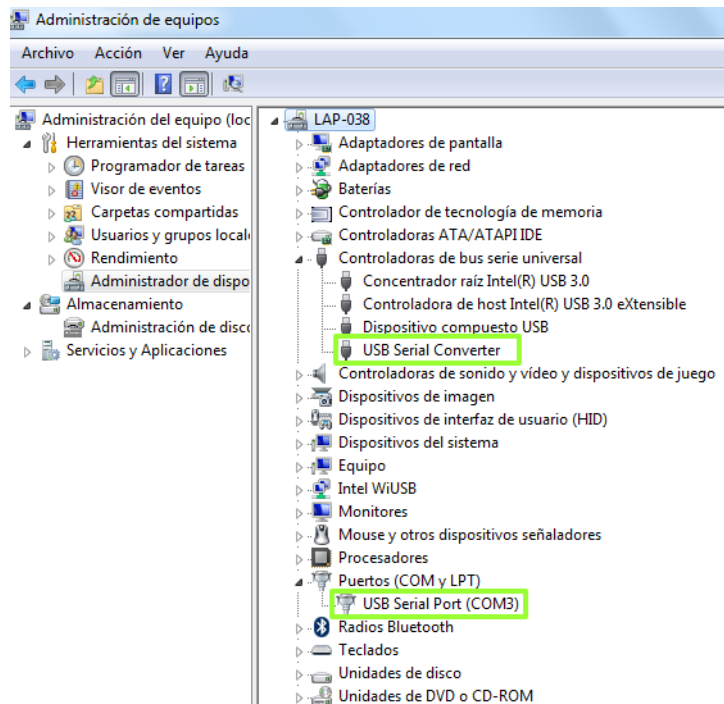 Administración de equipos
Archivo Acción Ver Ayuda
Administración del equipo (loc
Herramientas del sistema
Programador de tareas
Visor de eventos
Carpetas compartidas
Usuarios y grupos local
Rendimiento
Administrador de dispo
Almacenamiento
Administración de disc
Servicios y Aplicaciones
LAP-038
Adaptadores de pantalla
Adaptadores de red
Baterías
Controlador de tecnología de memoria
Controladoras ATA/ATAPI IDE
Controladoras de bus serie universal
Concentrador raíz Intel(R) USB 3.0
Controladora de host Intel(R) USB 3.0 eXtensible
Dispositivo compuesto USB
USB Serial Converter
Controladoras de sonido y vídeo y dispositivos de juego
Dispositivos de imagen
Dispositivos de interfaz de usuario (HID)
Dispositivos del sistema
Equipo
Intel WiUSB
Monitores
Mouse y otros dispositivos señaladores
Procesadores
Puertos (COM y LPT)
USB Serial Port (COM3)
Radios Bluetooth
Teclados
Unidades de disco
Unidades de DVD o CD-ROM